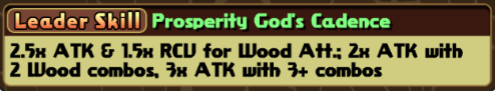 Leader Skill Prosperity God's Cadence
2.5x ATK & 1.5x RCV for Wood Att.; 2x ATK with
2 Wood combos, 3x ATK with 3+ combos